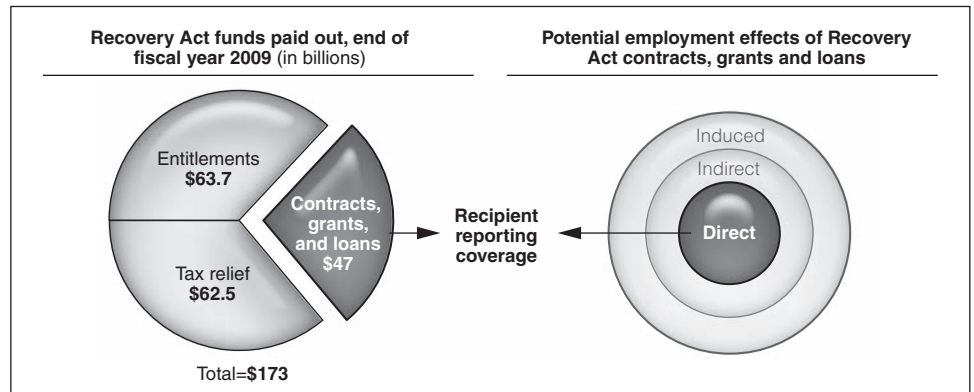 Recovery Act funds paid out, end of
fiscal year 2009 (in billions)
Entitlements
$63.7
Contracts,
grants,
and loans
$47
Tax relief
$62.5
Total=$173
Recipient
reporting
coverage
Potential employment effects of Recovery
Act contracts, grants and loans
Induced
Indirect
Direct